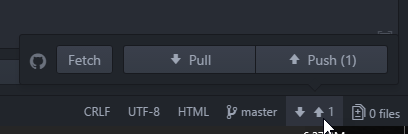 Fetch Pull Push (1)
CRLF UTF-8 HTML master 1 0 files